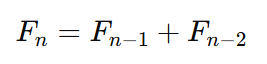 Fₙ = Fₙ₋₁ + Fₙ₋₂